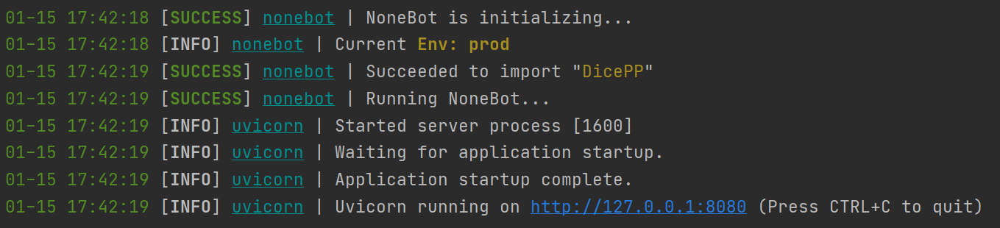 01-15 17:42:18 [SUCCESS] nonebot | NoneBot is initializing...
01-15 17:42:18 [INFO] nonebot | Current Env: prod
01-15 17:42:19 [SUCCESS] nonebot | Succeeded to import "DicePP"
01-15 17:42:19 [SUCCESS] nonebot | Running NoneBot...
01-15 17:42:19 [INFO] uvicorn | Started server process [1600]
01-15 17:42:19 [INFO] uvicorn | Waiting for application startup.
01-15 17:42:19 [INFO] uvicorn | Application startup complete.
01-15 17:42:19 [INFO] uvicorn | Uvicorn running on http://127.0.0.1:8080 (Press CTRL+C to quit)